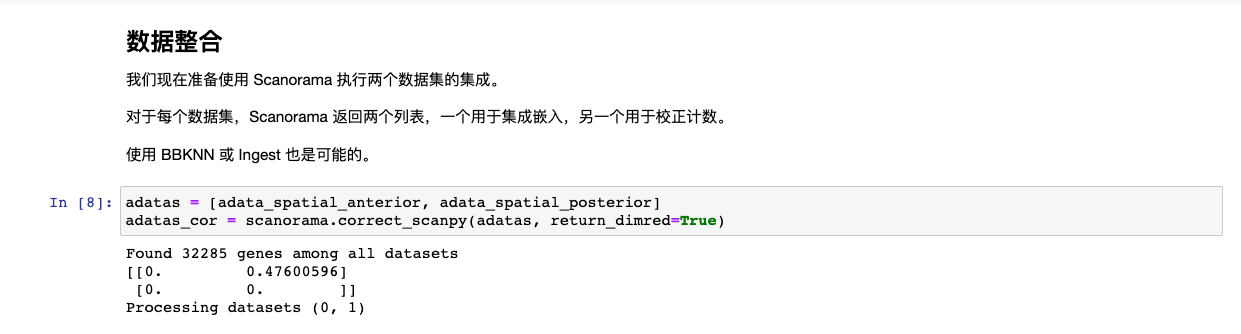 数据整合
我们现在准备使用 Scanorama 执行两个数据集的集成。
对于每个数据集，Scanorama 返回两个列表，一个用于集成嵌入，另一个用于校正计数。
使用 BBKNN 或 Ingest 也是可能的。
In [8]: adatas = [adata_spatial_anterior, adata_spatial_posterior]
adatas_cor = scanorama.correct_scanpy(adatas, return_dimred=True)
Found 32285 genes among all datasets
[[0.         0.47600596]
 [0.         0.        ]]
Processing datasets (0, 1)